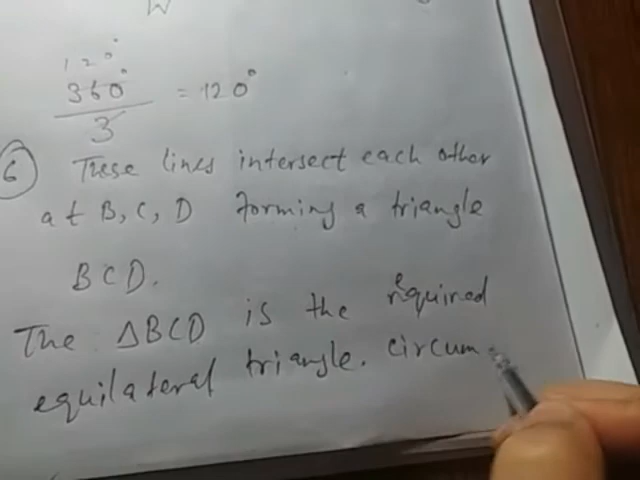 120°
360° = 120°
3
6 These lines intersect each other
at B, C, D forming a triangle
BCD.
The ΔBCD is the required
equilateral triangle. circum